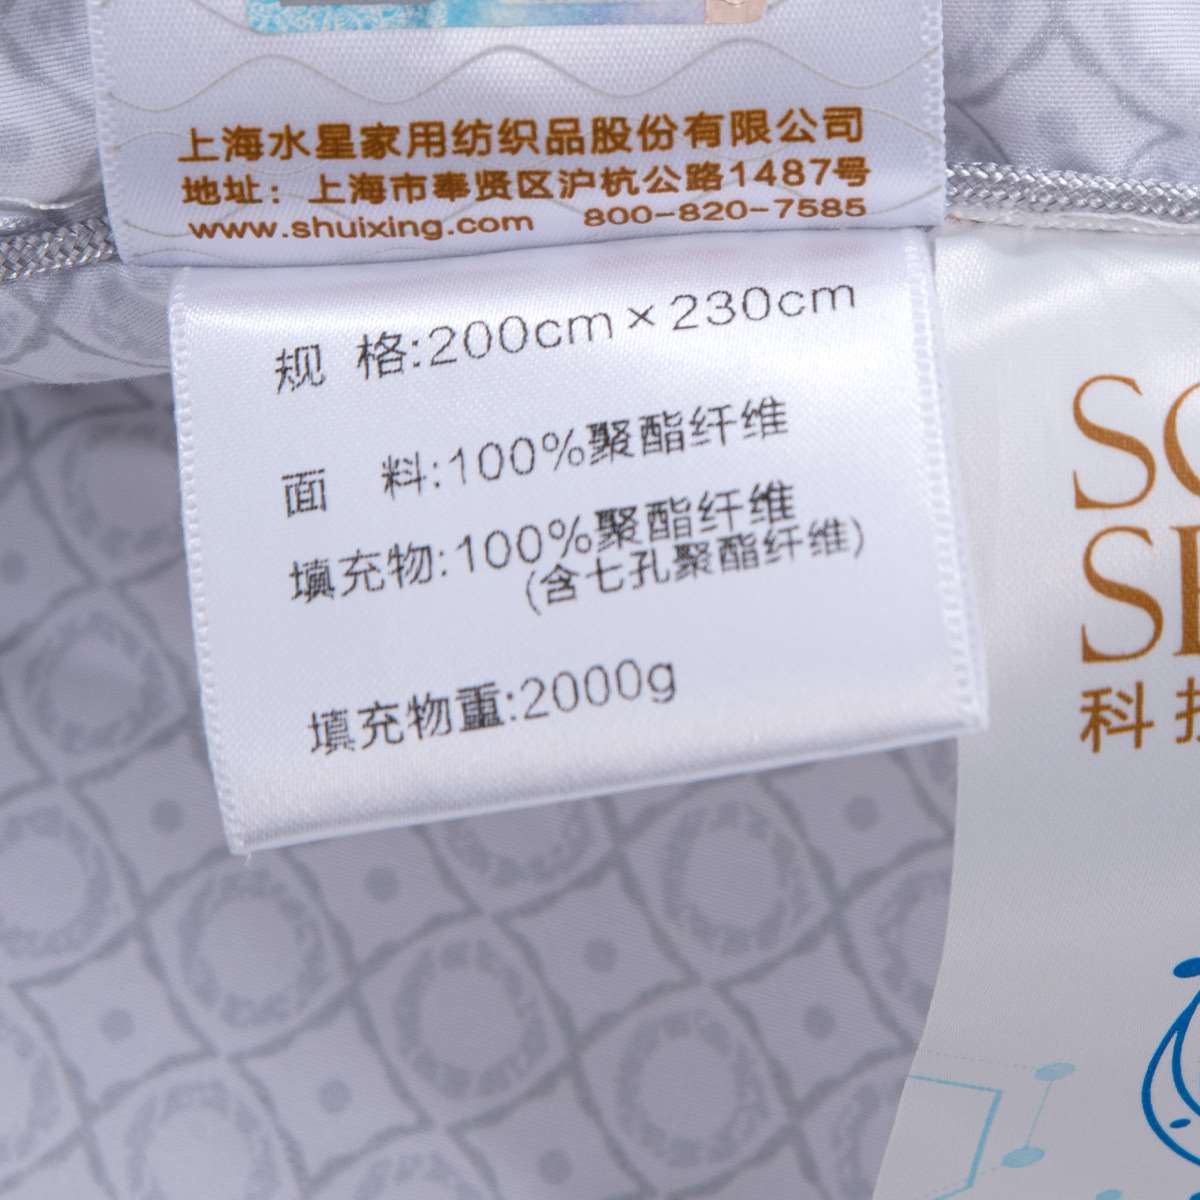 上海水星家用纺织品股份有限公司
地址：上海市奉贤区沪杭公路1487号
www.shuixing.com 800-820-7585
规 格:200cm×230cm
面 料:100%聚酯纤维
填充物:100%聚酯纤维
(含七孔聚酯纤维)
填充物重:2000g
科